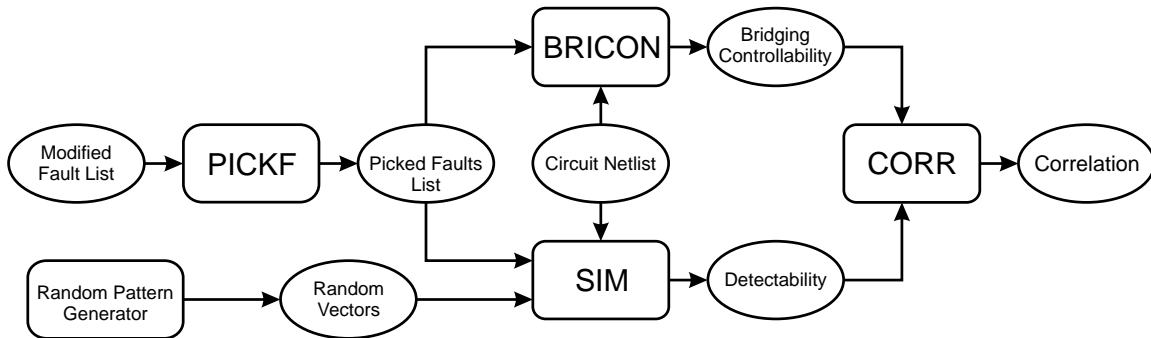 BRICON
Bridging
Controllability
Modified
Fault List
PICKF
Picked Faults
List
Circuit Netlist
CORR
Correlation
Random Pattern
Generator
Random
Vectors
SIM
Detectability